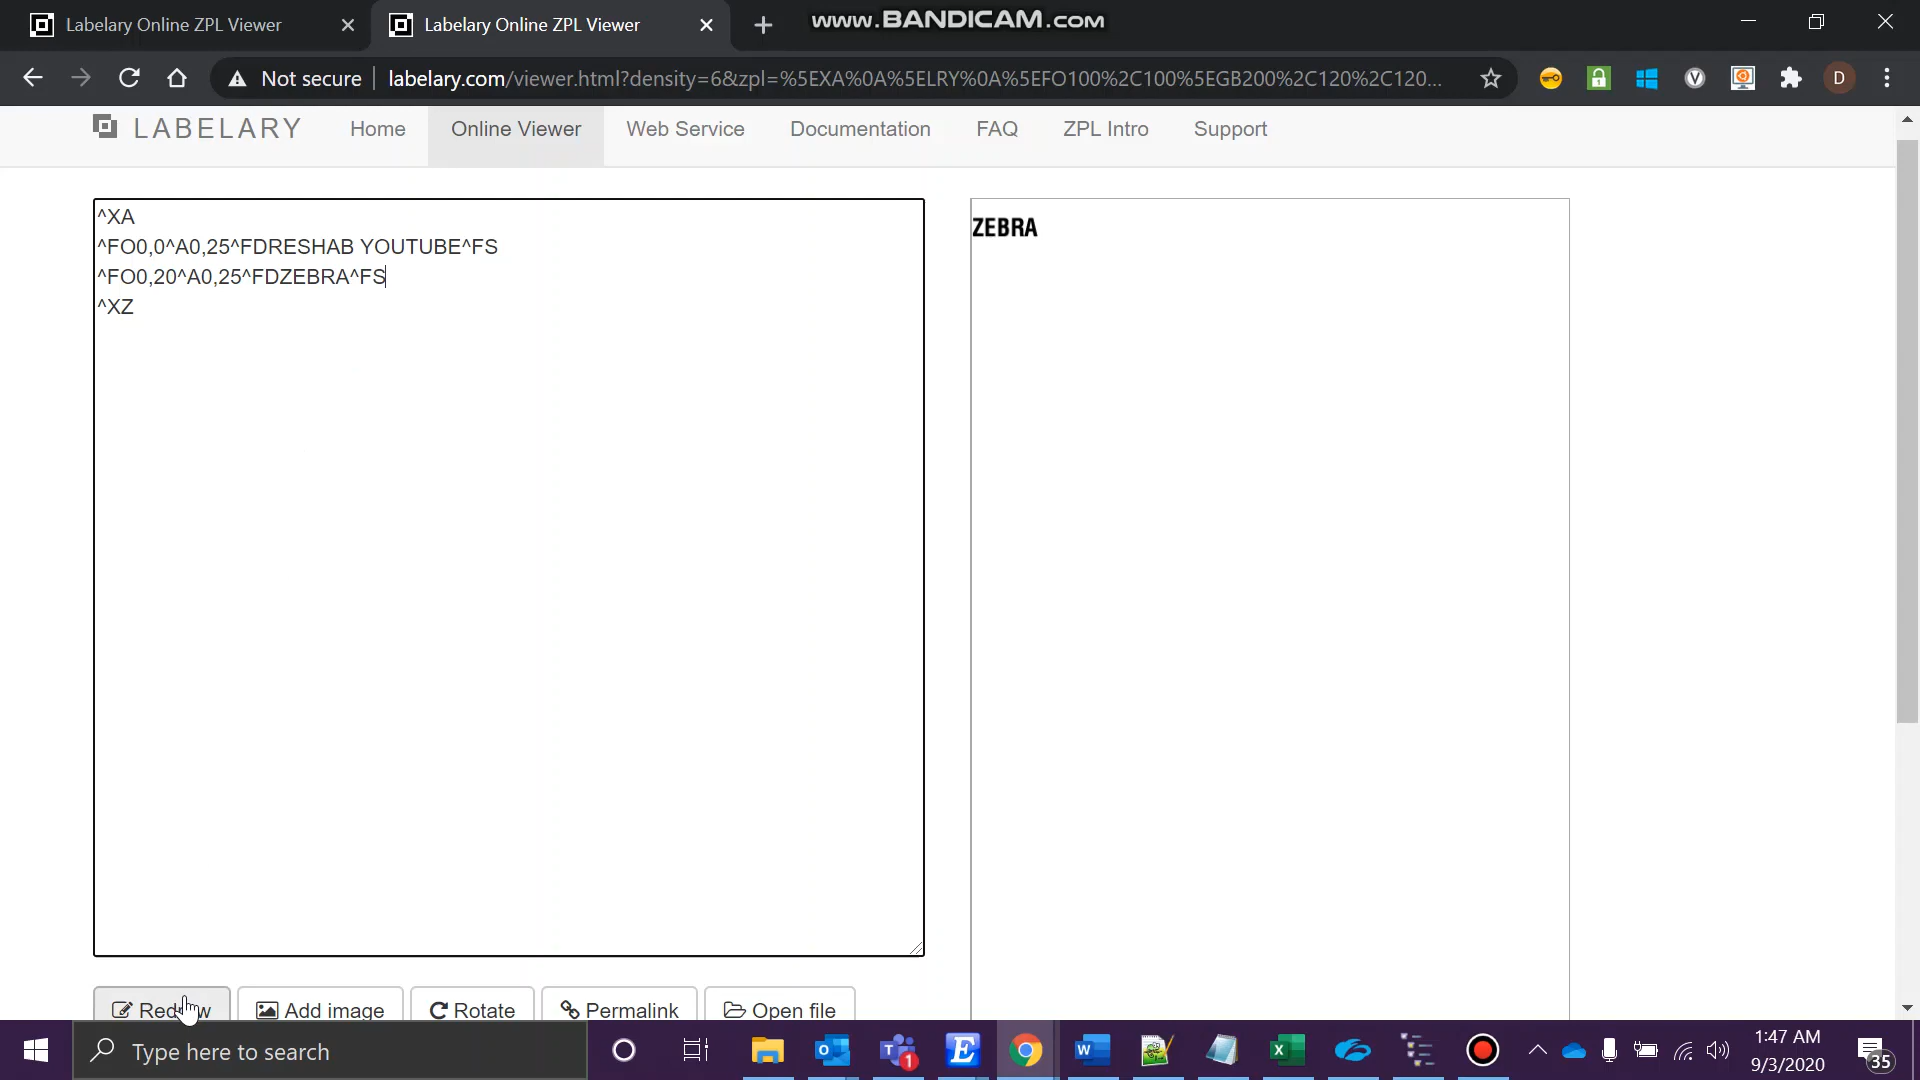 Labelary Online ZPL Viewer
Labelary Online ZPL Viewer
www.BANDICAM.com
Not secure
labelary.com/viewer.html?density=6&zpl=%5EXA%0A%5ELRY%0A%5EFO100%2C100%5EGB200%2C120%2C120...
D
LABELARY
Home
Online Viewer
Web Service
Documentation
FAQ
ZPL Intro
Support
^XA
^FO0,0^A0,25^FDRESHAB YOUTUBE^FS
^FO0,20^A0,25^FDZEBRA^FS
^XZ
ZEBRA
Redraw
Add image
Rotate
Permalink
Open file
Type here to search
1
1:47 AM
9/3/2020
35